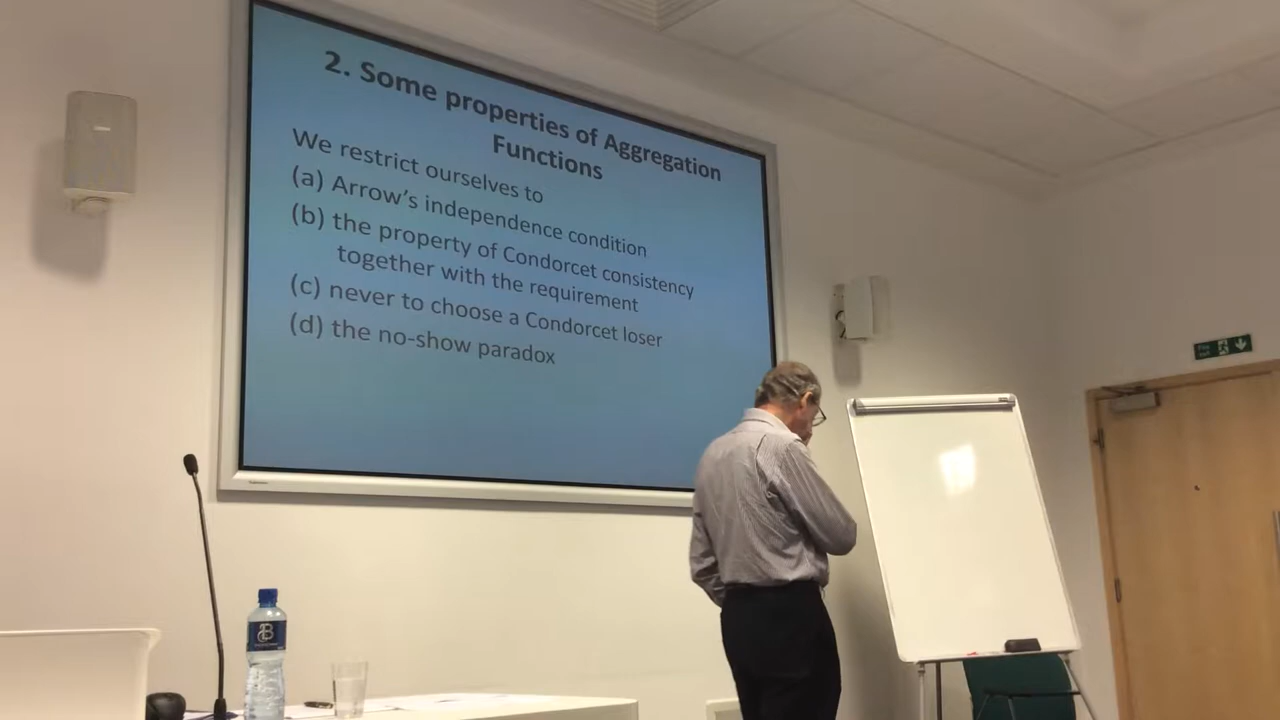 2. Some properties of Aggregation
Functions
We restrict ourselves to
(a) Arrow's independence condition
(b) the property of Condorcet consistency
together with the requirement
(c) never to choose a Condorcet loser
(d) the no-show paradox